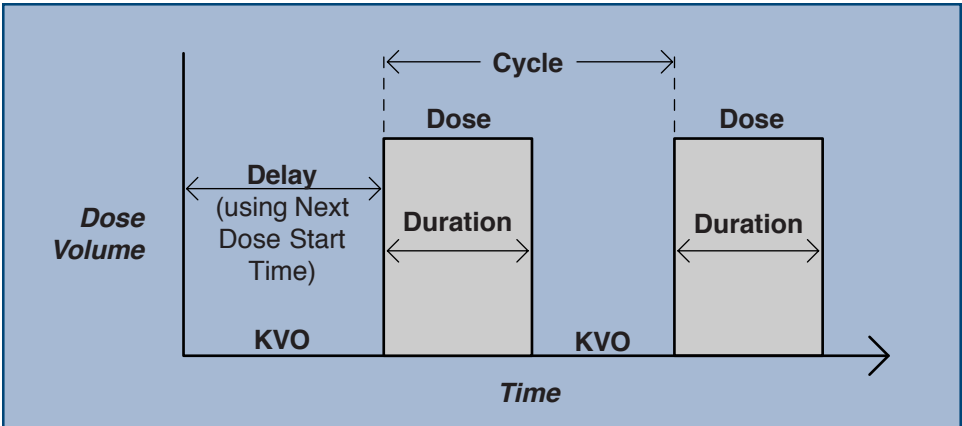 Cycle
Dose
Dose
Delay
(using Next
Dose Start
Time)
Dose
Volume
Duration
Duration
KVO
KVO
Time